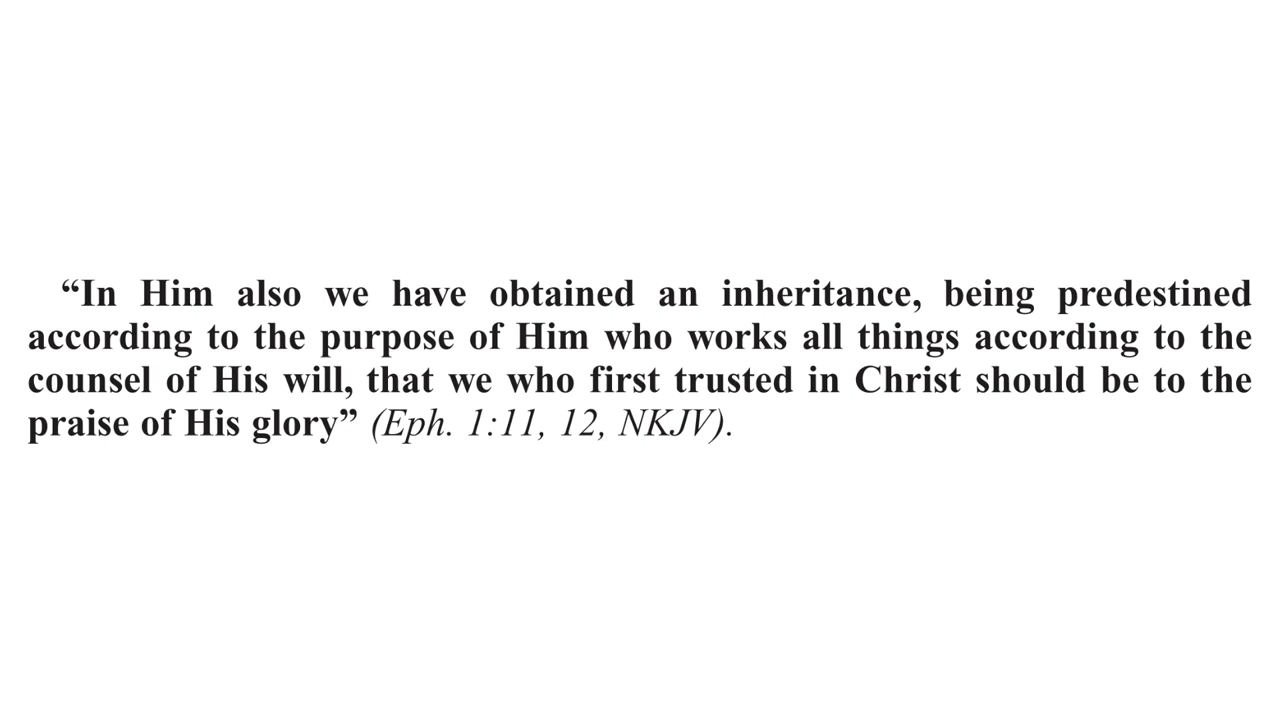 “In Him also we have obtained an inheritance, being predestined
according to the purpose of Him who works all things according to the
counsel of His will, that we who first trusted in Christ should be to the
praise of His glory” (Eph. 1:11, 12, NKJV).